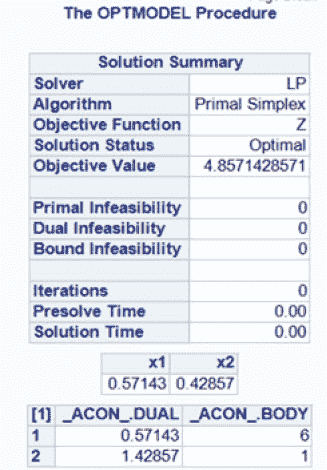 The OPTMODEL Procedure
Solution Summary
Solver LP
Algorithm Primal Simplex
Objective Function Z
Solution Status Optimal
Objective Value 4.8571428571
Primal Infeasibility 0
Dual Infeasibility 0
Bound Infeasibility 0
Iterations 0
Presolve Time 0.00
Solution Time 0.00
x1 x2
0.57143 0.42857
[1] _ACON_.DUAL _ACON_.BODY
1 0.57143 6
2 1.42857 1